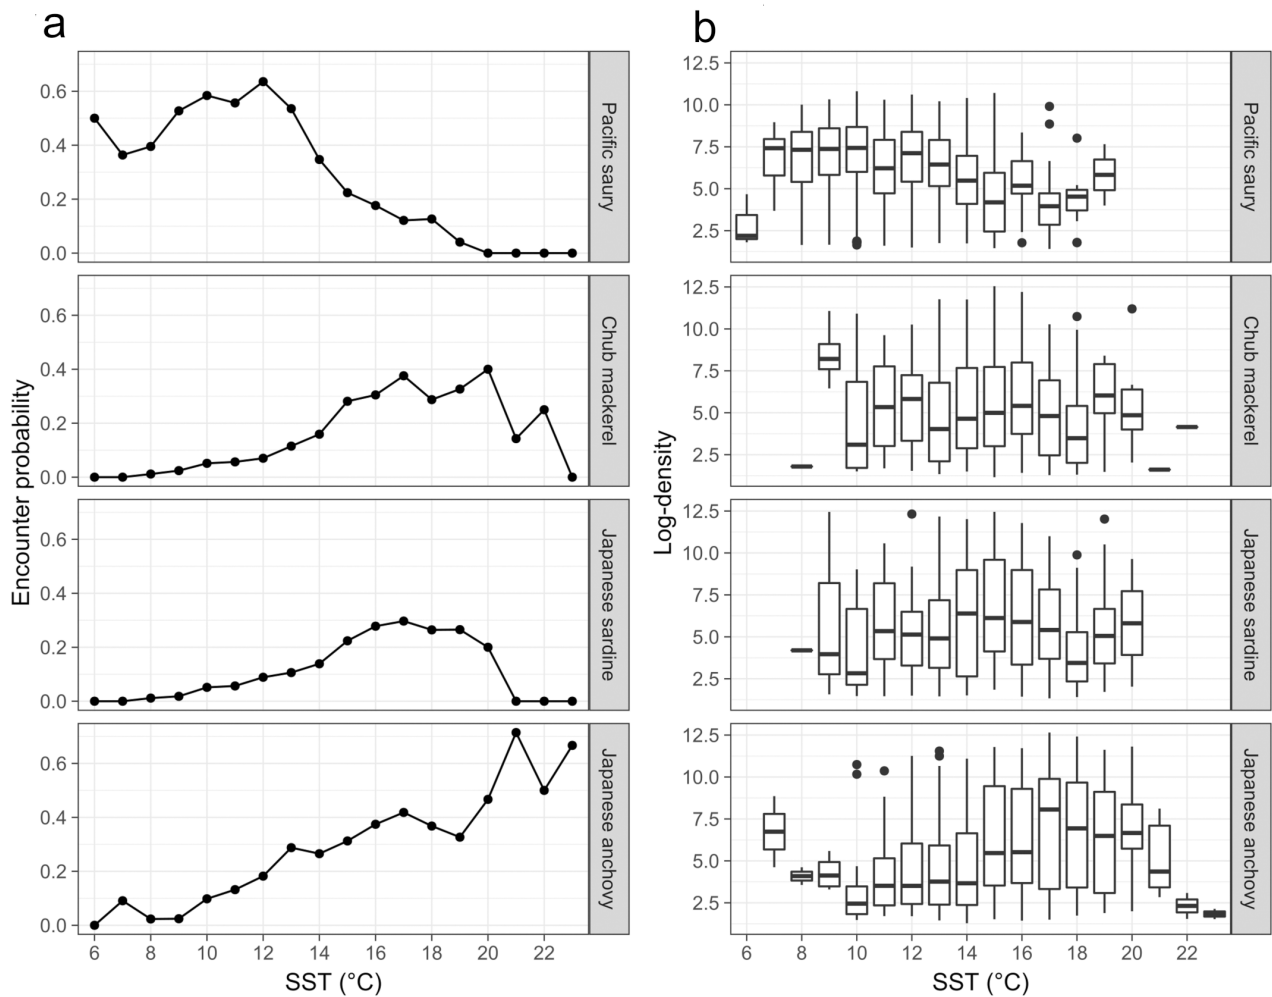 a
b
Encounter probability
0.6
0.4
0.2
0.0
Pacific saury
0.6
0.4
0.2
0.0
Chub mackerel
0.6
0.4
0.2
0.0
Japanese sardine
0.6
0.4
0.2
0.0
Japanese anchovy
6 8 10 12 14 16 18 20 22
SST (°C)
Log-density
12.5
10.0
7.5
5.0
2.5
Pacific saury
12.5
10.0
7.5
5.0
2.5
Chub mackerel
12.5
10.0
7.5
5.0
2.5
Japanese sardine
12.5
10.0
7.5
5.0
2.5
Japanese anchovy
6 8 10 12 14 16 18 20 22
SST (°C)